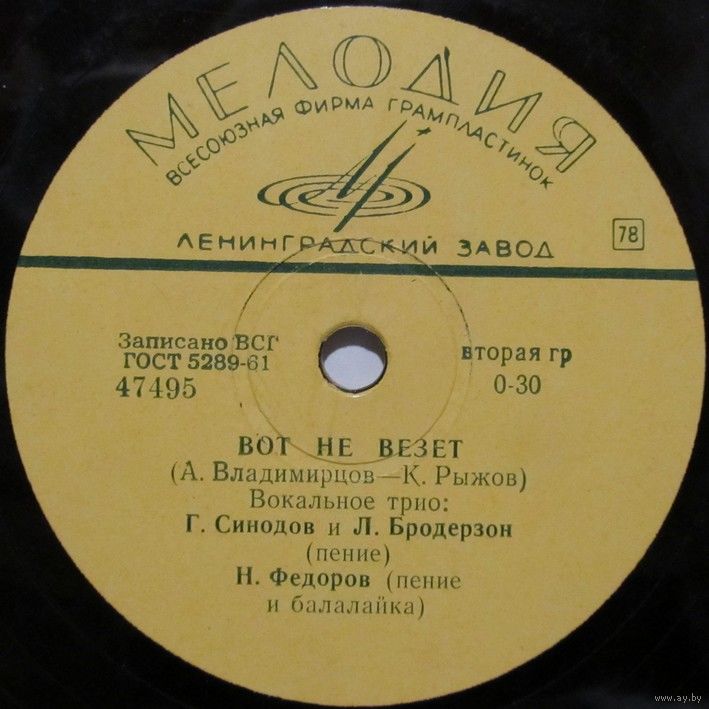 МЕЛОДИЯ
ВСЕСОЮЗНАЯ ФИРМА ГРАМПЛАСТИНОК
ЛЕНИНГРАДСКИЙ ЗАВОД
78
Записано ВСГ
ГОСТ 5289-61
47495
вторая гр
0-30
ВОТ НЕ ВЕЗЕТ
(А. Владимирцов—К. Рыжов)
Вокальное трио:
Г. Синодов и Л. Бродерзон
(пение)
Н. Федоров (пение
и балалайка)
www.ay.by